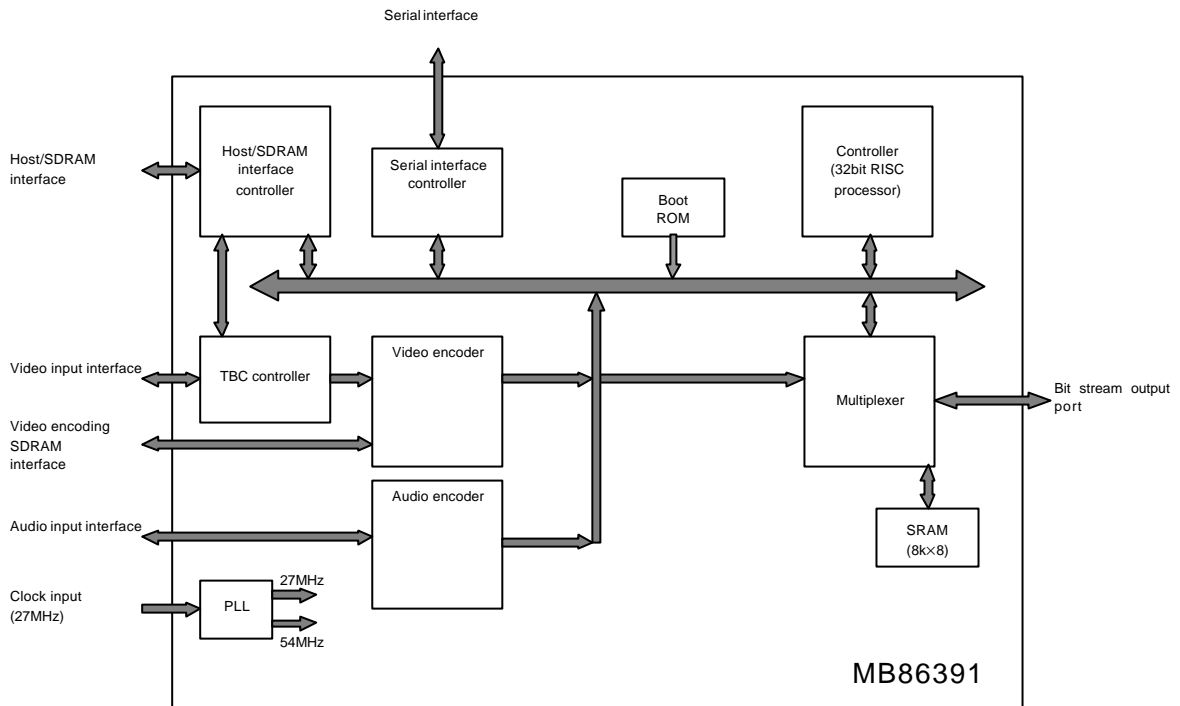 Serial interface
Host/SDRAM
interface
Host/SDRAM
interface
controller
Serial interface
controller
Boot
ROM
Controller
(32bit RISC
processor)
Video input interface
TBC controller
Video encoder
Multiplexer
Bit stream output
port
Video encoding
SDRAM
interface
Audio encoder
Audio input interface
SRAM
(8k×8)
Clock input
(27MHz)
PLL
27MHz
54MHz
MB86391